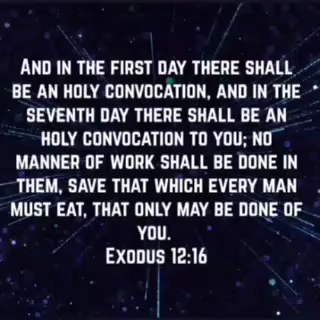 And in the first day there shall
be an holy convocation, and in the
seventh day there shall be an
holy convocation to you; no
manner of work shall be done in
them, save that which every man
must eat, that only may be done of
you.
Exodus 12:16